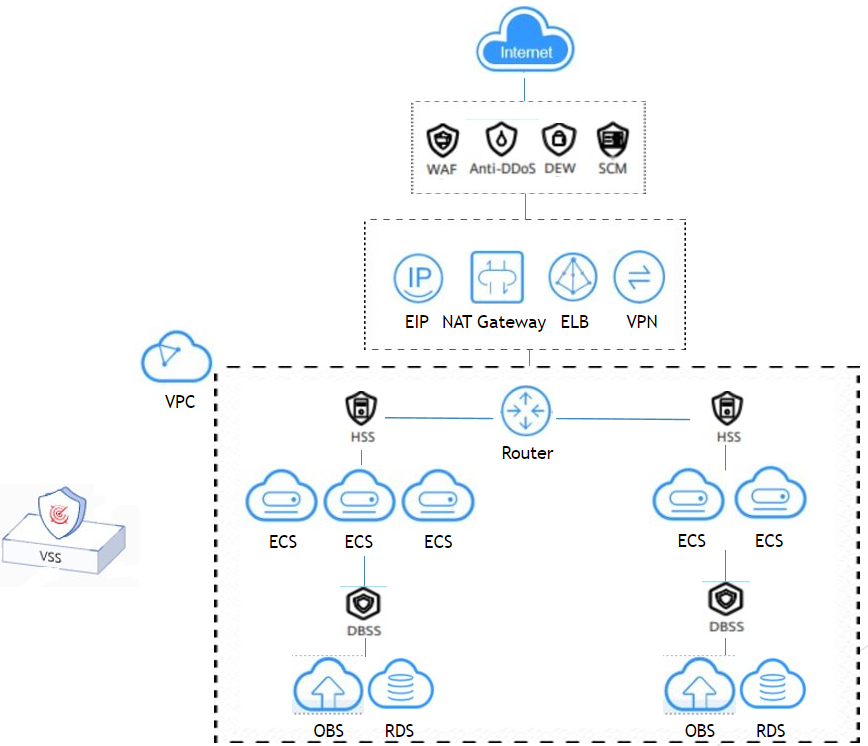 Internet
WAF Anti-DDoS DEW SCM
IP
EIP NAT Gateway ELB VPN
VPC
HSS
HSS
Router
ECS ECS ECS
ECS ECS
VSS
DBSS
DBSS
OBS RDS
OBS RDS